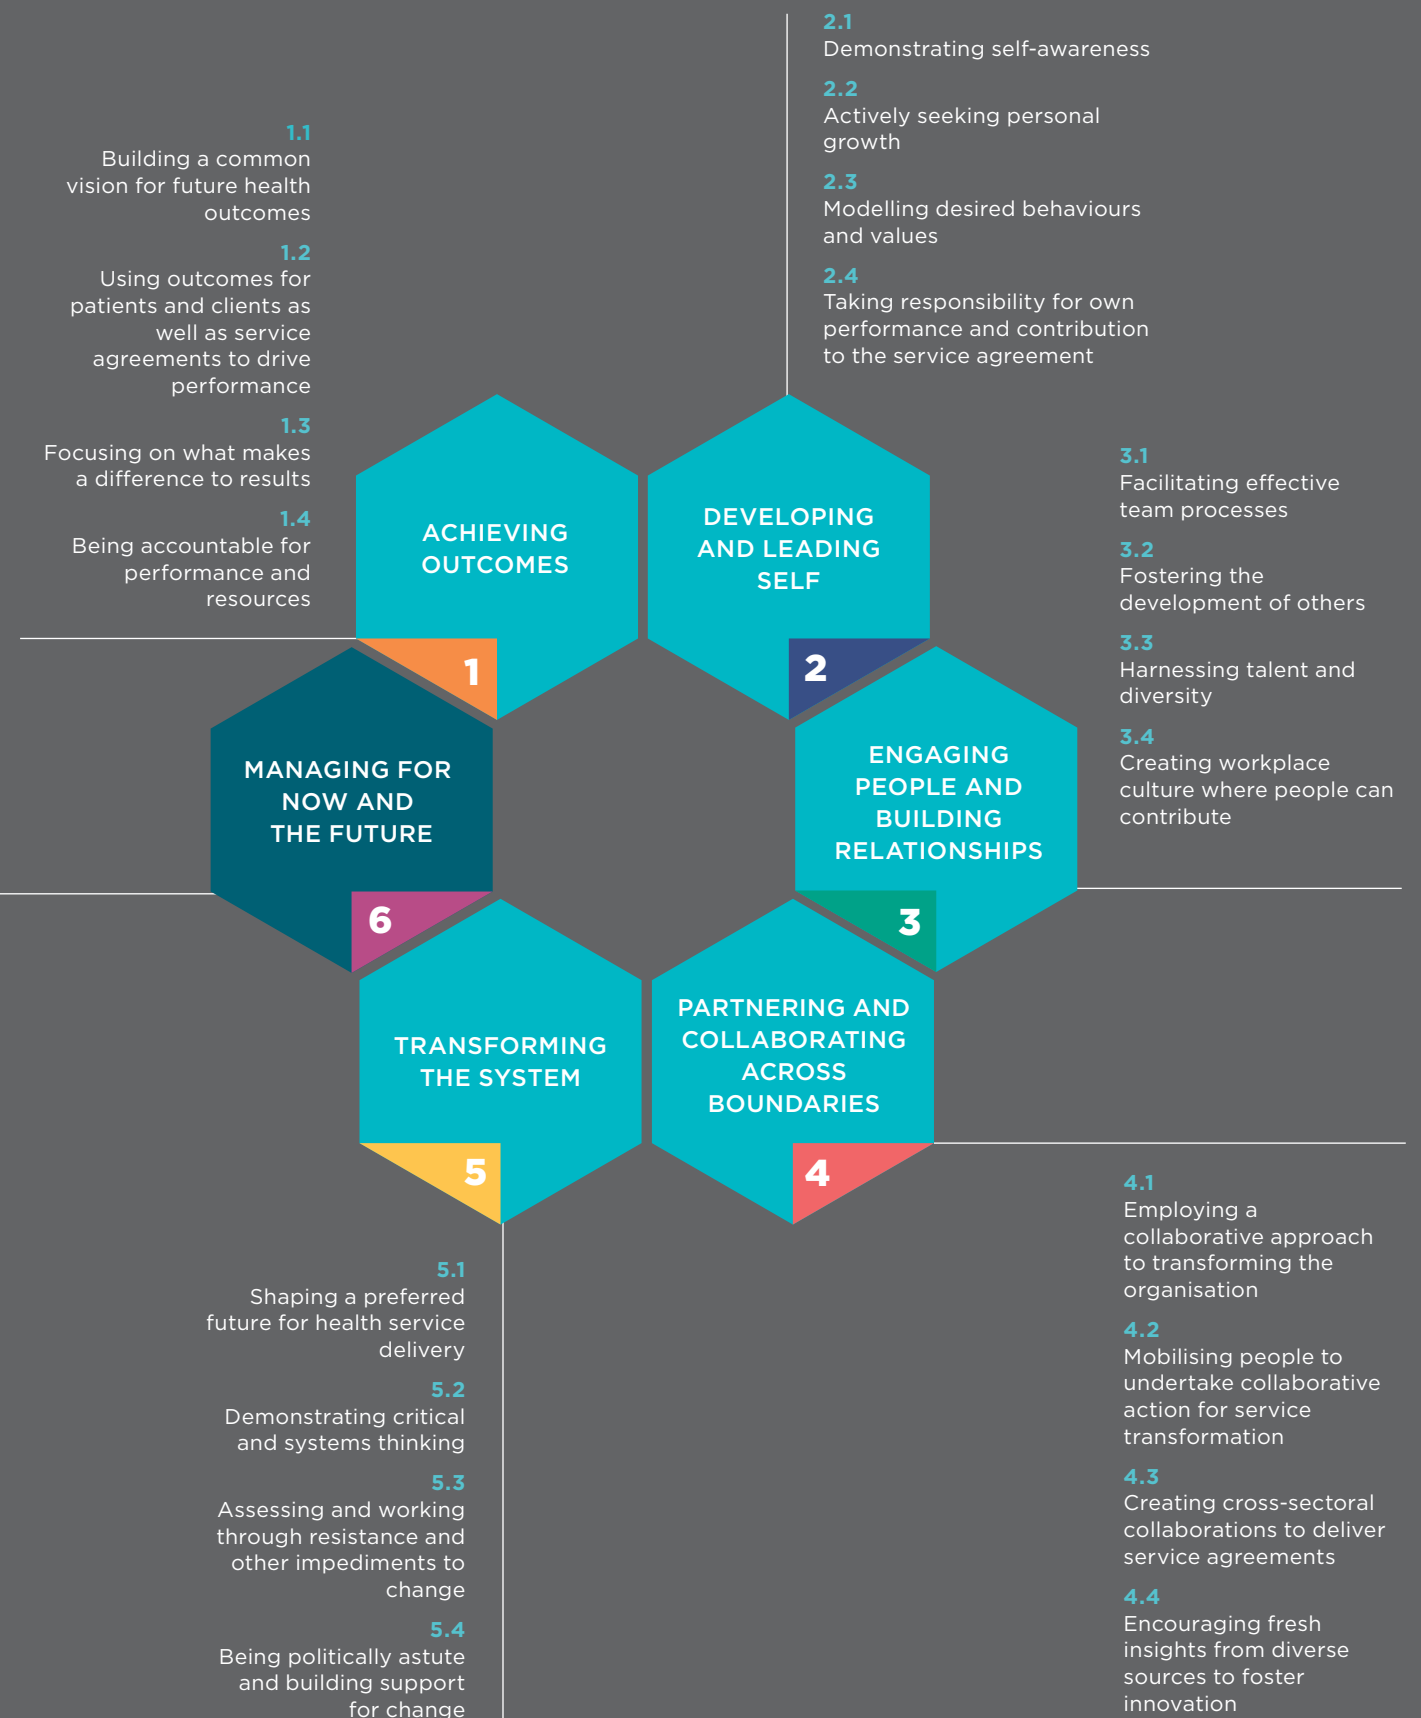 1.1
Building a common
vision for future health
outcomes
1.2
Using outcomes for
patients and clients as
well as service
agreements to drive
performance
1.3
Focusing on what makes
a difference to results
1.4
Being accountable for
performance and
resources
2.1
Demonstrating self-awareness
2.2
Actively seeking personal
growth
2.3
Modelling desired behaviours
and values
2.4
Taking responsibility for own
performance and contribution
to the service agreement
3.1
Facilitating effective
team processes
3.2
Fostering the
development of others
3.3
Harnessing talent and
diversity
3.4
Creating workplace
culture where people can
contribute
ACHIEVING
OUTCOMES
1
DEVELOPING
AND LEADING
SELF
2
ENGAGING
PEOPLE AND
BUILDING
RELATIONSHIPS
3
PARTNERING AND
COLLABORATING
ACROSS
BOUNDARIES
4
TRANSFORMING
THE SYSTEM
5
MANAGING FOR
NOW AND
THE FUTURE
6
4.1
Employing a
collaborative approach
to transforming the
organisation
4.2
Mobilising people to
undertake collaborative
action for service
transformation
4.3
Creating cross-sectoral
collaborations to deliver
service agreements
4.4
Encouraging fresh
insights from diverse
sources to foster
innovation
5.1
Shaping a preferred
future for health service
delivery
5.2
Demonstrating critical
and systems thinking
5.3
Assessing and working
through resistance and
other impediments to
change
5.4
Being politically astute
and building support
for change